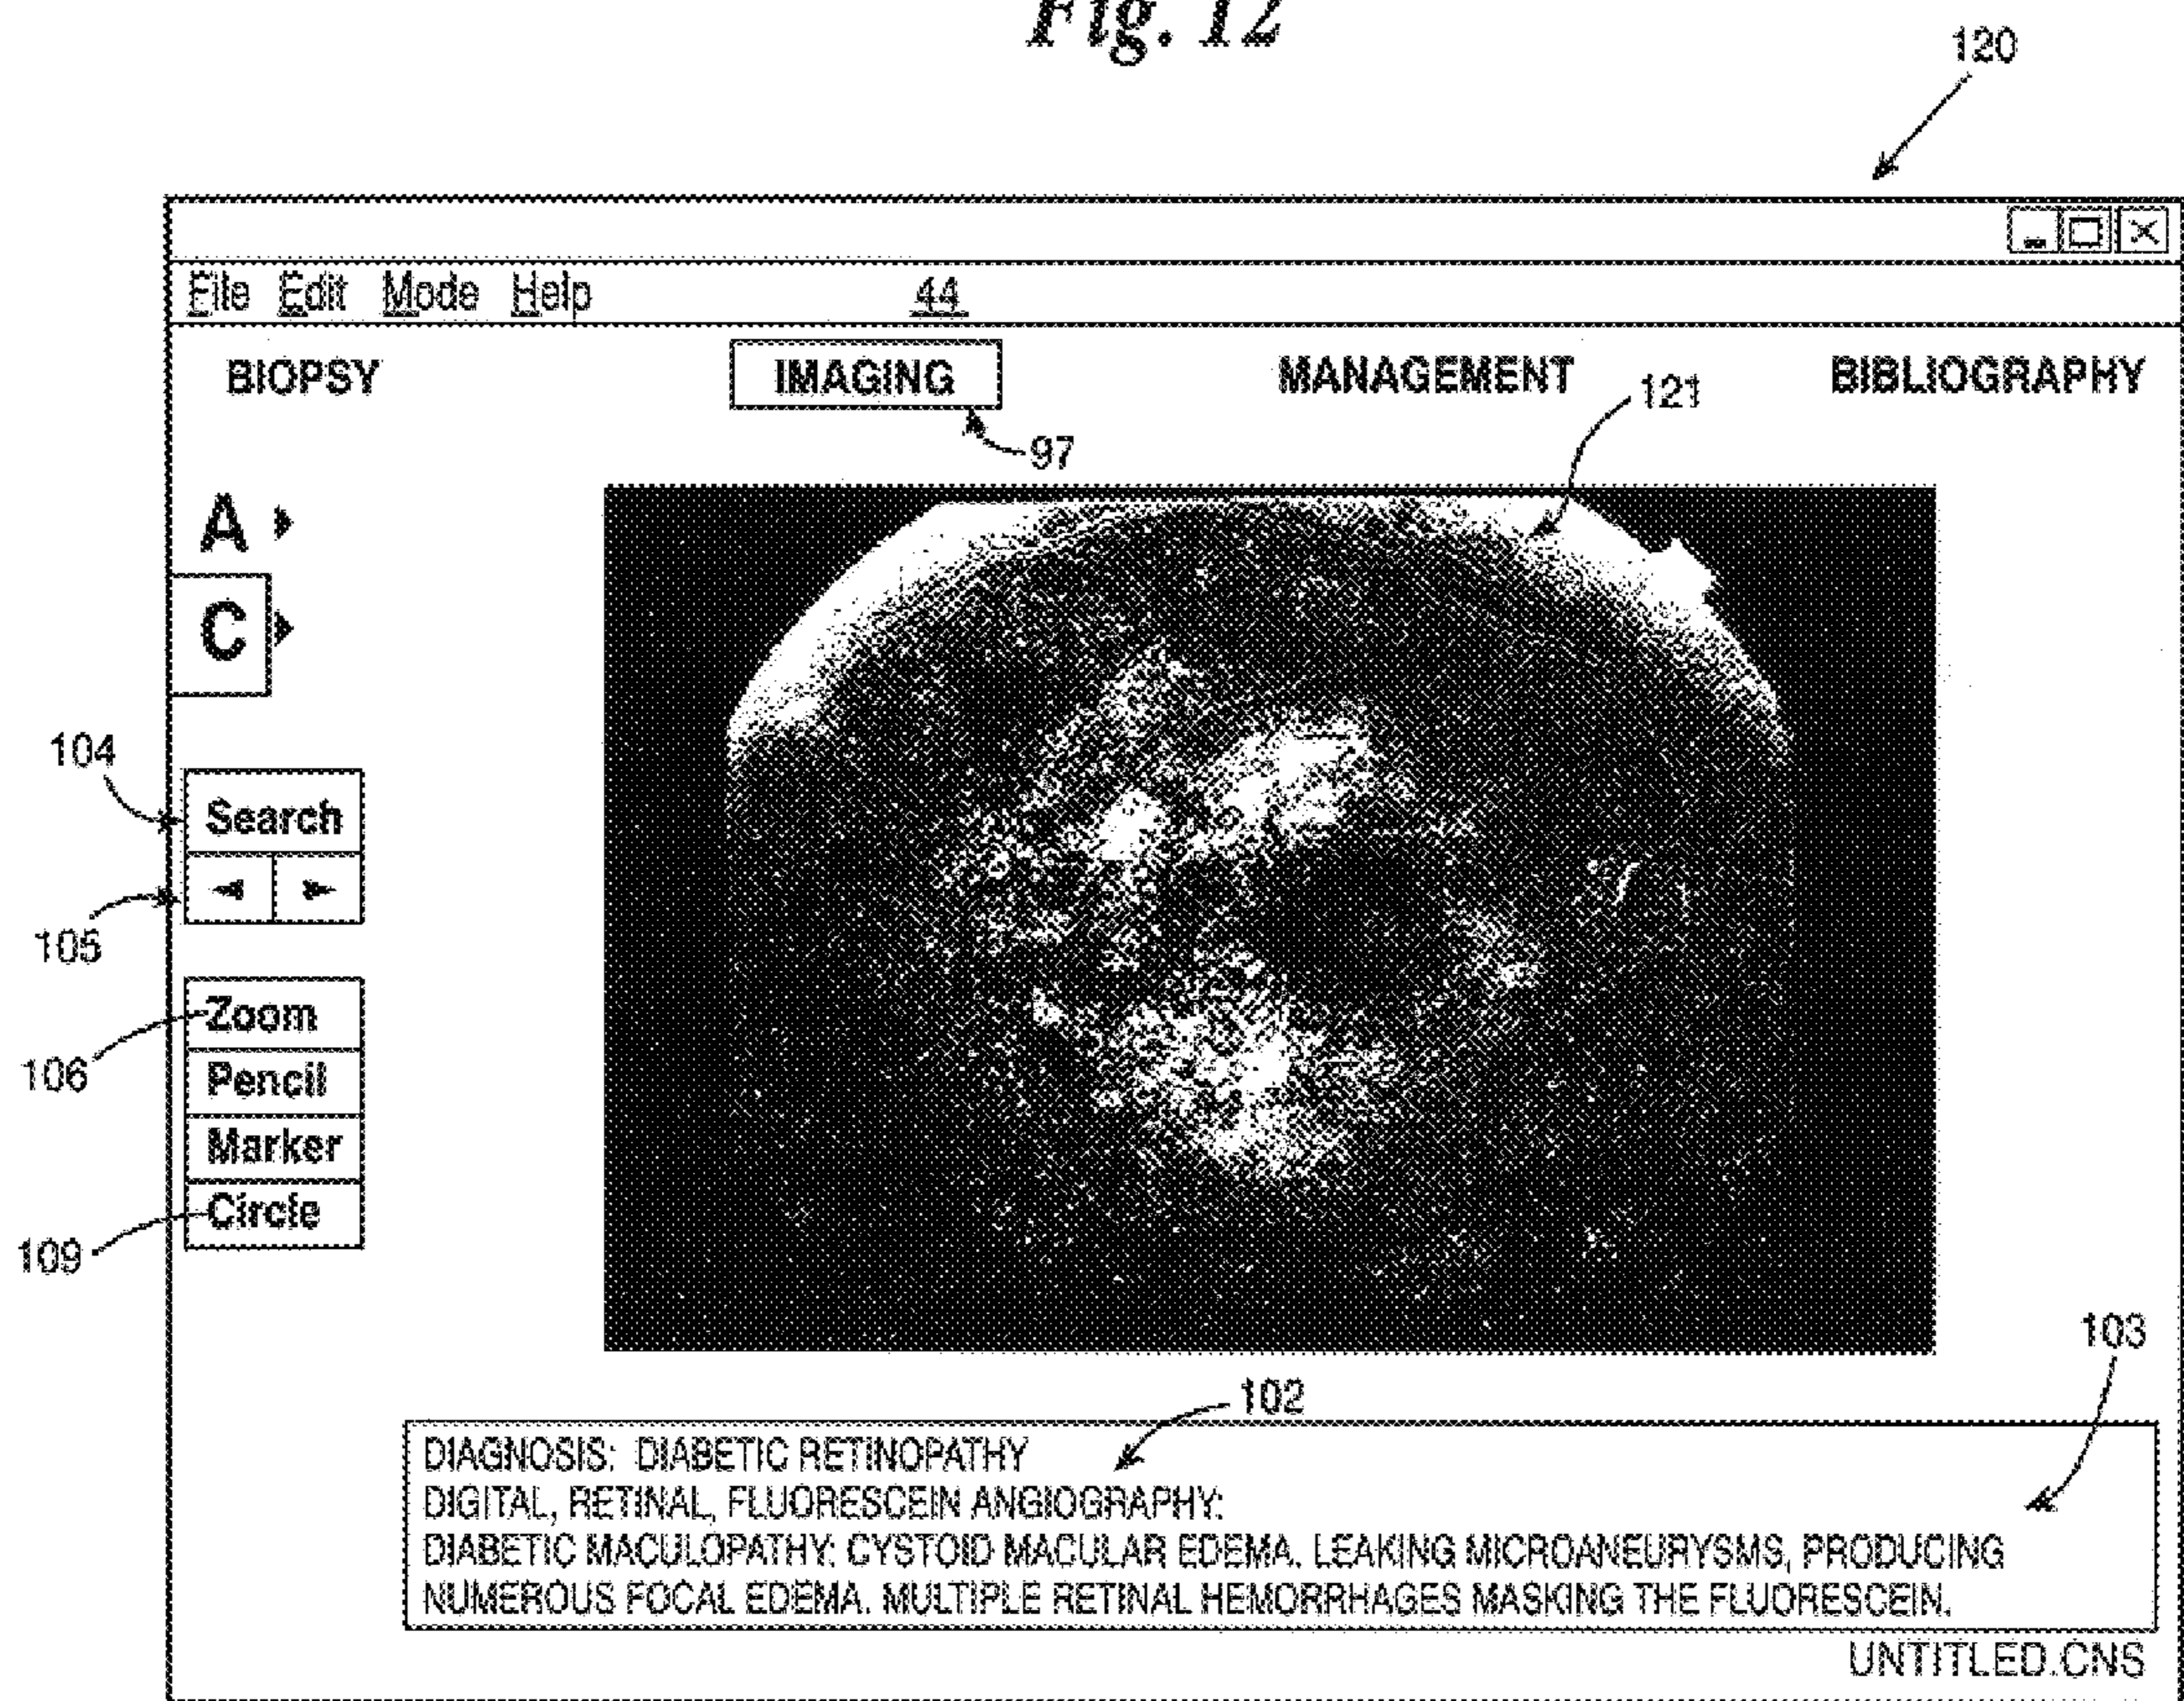 Fig. 12
120
File Edit Mode Help 44
BIOPSY IMAGING MANAGEMENT BIBLIOGRAPHY
121
97
A
C
104
Search
105
Zoom
106
Pencil
Marker
Circle
109
103
102
DIAGNOSIS: DIABETIC RETINOPATHY
DIGITAL, RETINAL, FLUORESCEIN ANGIOGRAPHY:
DIABETIC MACULOPATHY: CYSTOID MACULAR EDEMA. LEAKING MICROANEURYSMS, PRODUCING
NUMEROUS FOCAL EDEMA. MULTIPLE RETINAL HEMORRHAGES MASKING THE FLUORESCEIN.
UNTITLED.CNS